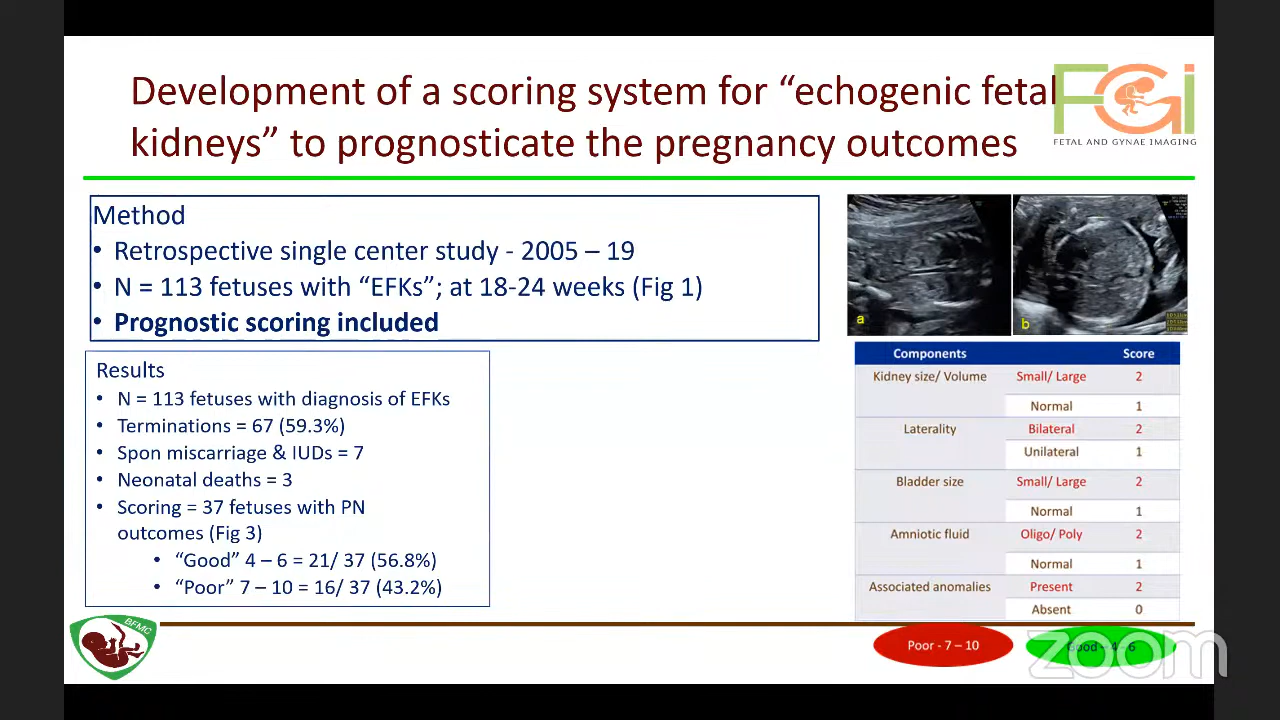 Development of a scoring system for “echogenic fetal
kidneys” to prognosticate the pregnancy outcomes
FGi
FETAL AND GYNAE IMAGING
Method
• Retrospective single center study - 2005 – 19
• N = 113 fetuses with “EFKs”; at 18-24 weeks (Fig 1)
• Prognostic scoring included
a
b
Results
• N = 113 fetuses with diagnosis of EFKs
• Terminations = 67 (59.3%)
• Spon miscarriage & IUDs = 7
• Neonatal deaths = 3
• Scoring = 37 fetuses with PN
outcomes (Fig 3)
• “Good” 4 – 6 = 21/ 37 (56.8%)
• “Poor” 7 – 10 = 16/ 37 (43.2%)
Components Score
Kidney size/ Volume Small/ Large 2
Normal 1
Laterality Bilateral 2
Unilateral 1
Bladder size Small/ Large 2
Normal 1
Amniotic fluid Oligo/ Poly 2
Normal 1
Associated anomalies Present 2
Absent 0
BFMC
Poor - 7 – 10
Good – 4 - 6
zoom